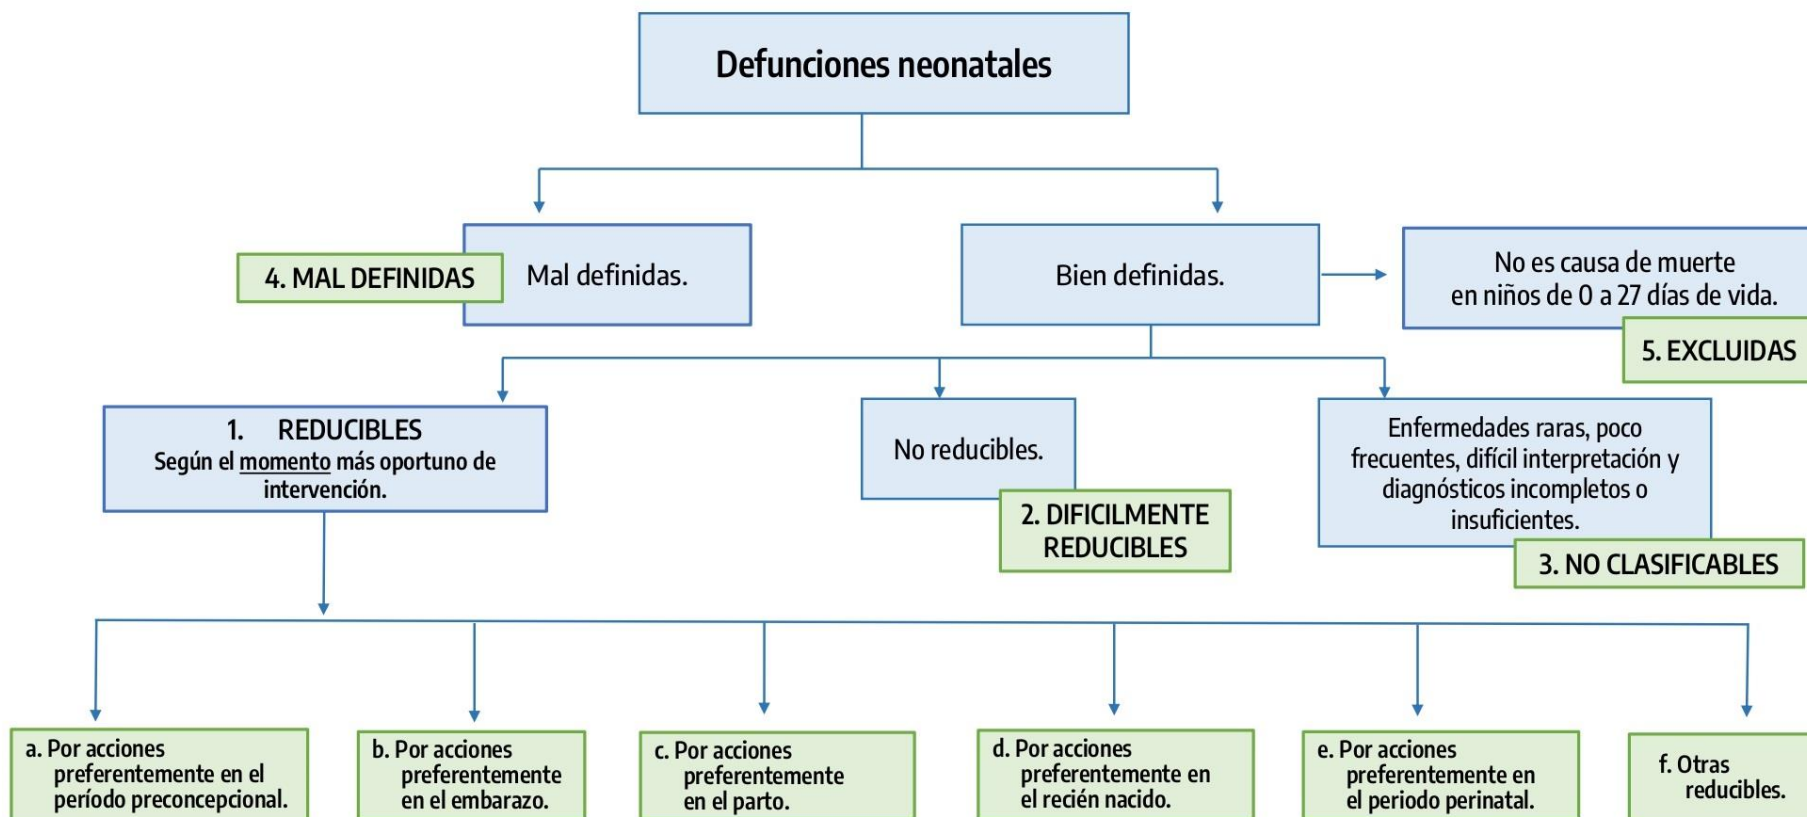 Defunciones neonatales
4. MAL DEFINIDAS
Mal definidas.
Bien definidas.
No es causa de muerte
en niños de 0 a 27 días de vida.
5. EXCLUIDAS
1. REDUCIBLES
Según el momento más oportuno de
intervención.
No reducibles.
2. DIFICILMENTE
REDUCIBLES
Enfermedades raras, poco
frecuentes, difícil interpretación y
diagnósticos incompletos o
insuficientes.
3. NO CLASIFICABLES
a. Por acciones
preferentemente en el
período preconcepcional.
b. Por acciones
preferentemente
en el embarazo.
c. Por acciones
preferentemente
en el parto.
d. Por acciones
preferentemente en
el recién nacido.
e. Por acciones
preferentemente en
el periodo perinatal.
f. Otras
reducibles.